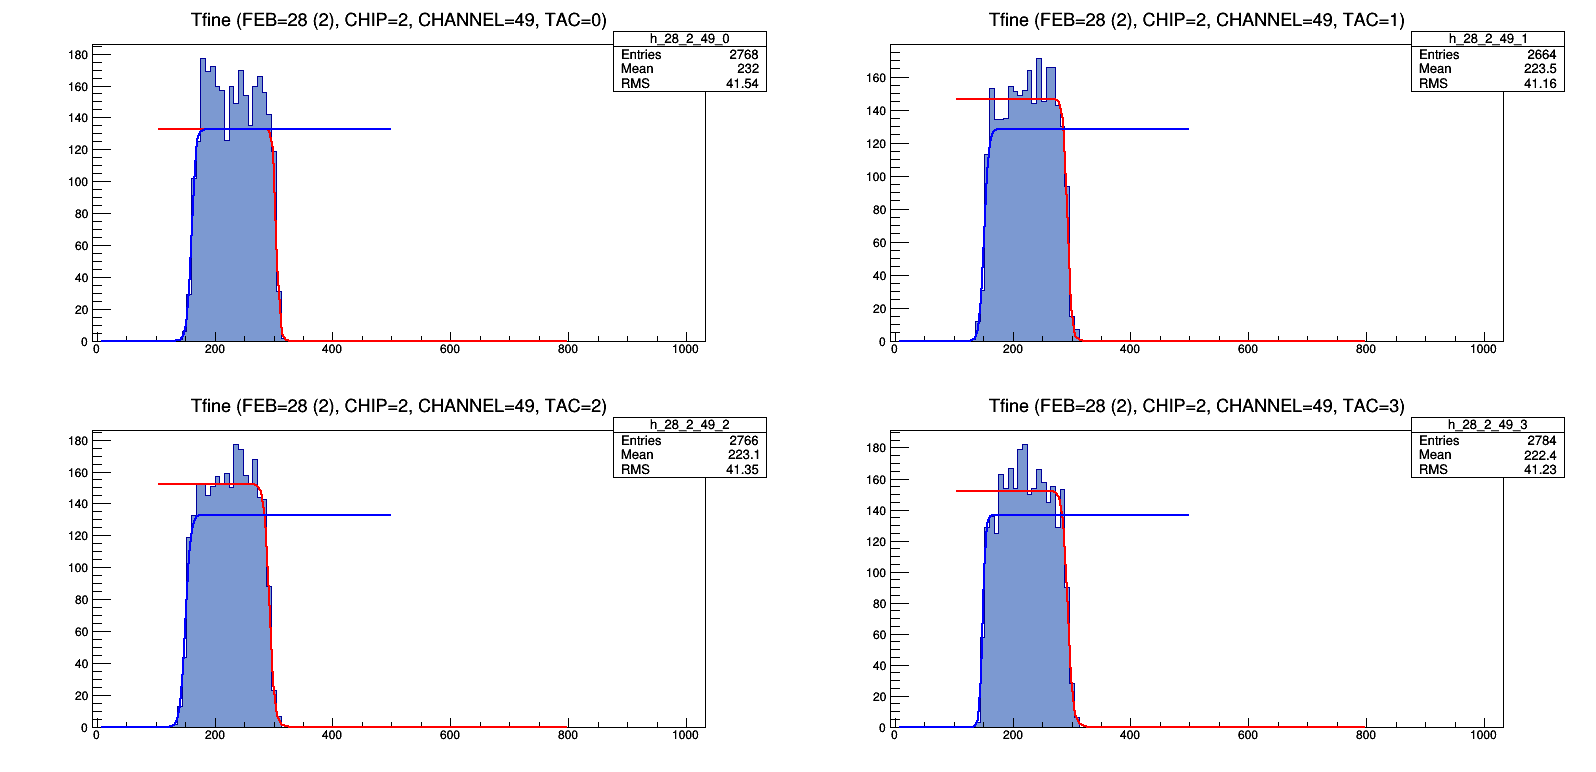 Tfine (FEB=28 (2), CHIP=2, CHANNEL=49, TAC=0)
h_28_2_49_0
Entries 2768
Mean 232
RMS 41.54
180
160
140
120
100
80
60
40
20
0
0 200 400 600 800 1000
Tfine (FEB=28 (2), CHIP=2, CHANNEL=49, TAC=1)
h_28_2_49_1
Entries 2664
Mean 223.5
RMS 41.16
160
140
120
100
80
60
40
20
0
0 200 400 600 800 1000
Tfine (FEB=28 (2), CHIP=2, CHANNEL=49, TAC=2)
h_28_2_49_2
Entries 2766
Mean 223.1
RMS 41.35
180
160
140
120
100
80
60
40
20
0
0 200 400 600 800 1000
Tfine (FEB=28 (2), CHIP=2, CHANNEL=49, TAC=3)
h_28_2_49_3
Entries 2784
Mean 222.4
RMS 41.23
180
160
140
120
100
80
60
40
20
0
0 200 400 600 800 1000